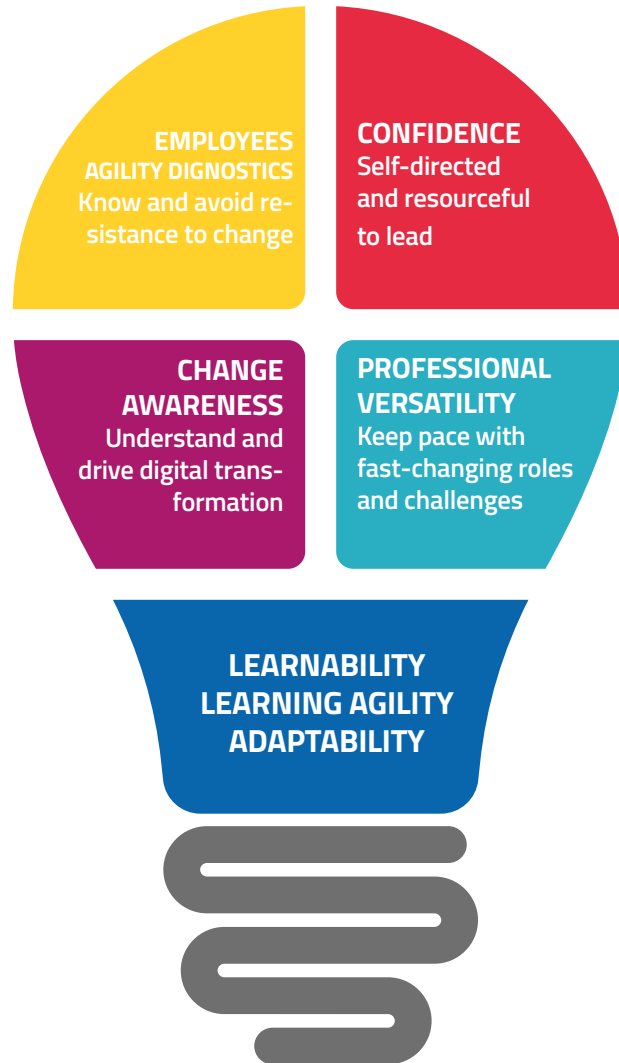 EMPLOYEES
AGILITY DIGNOSTICS
Know and avoid re-
sistance to change
CONFIDENCE
Self-directed
and resourceful
to lead
CHANGE
AWARENESS
Understand and
drive digital trans-
formation
PROFESSIONAL
VERSATILITY
Keep pace with
fast-changing roles
and challenges
LEARNABILITY
LEARNING AGILITY
ADAPTABILITY